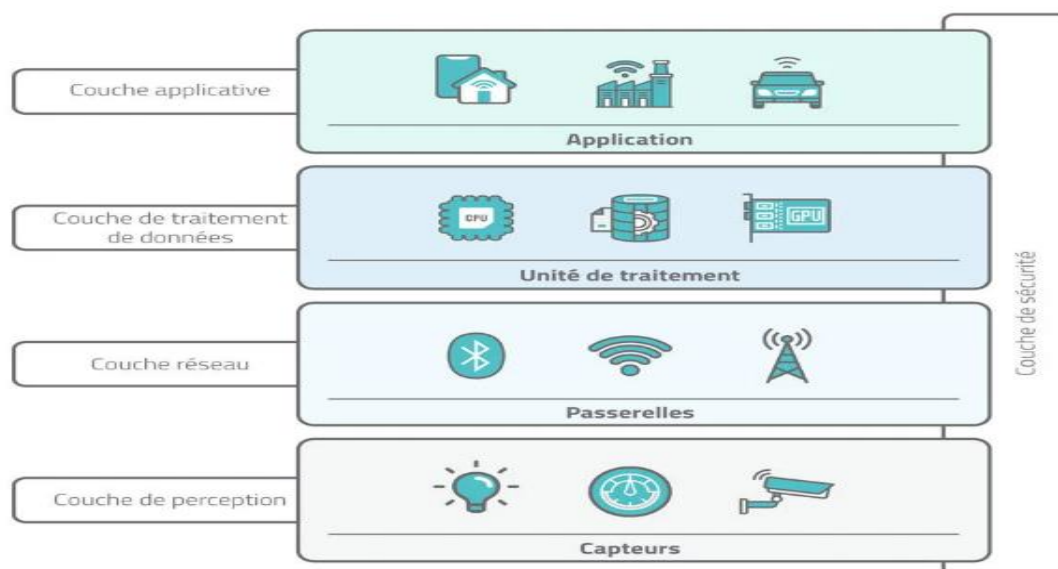 Couche applicative
Application
Couche de traitement
de données
CPU
GPU
Unité de traitement
Couche réseau
Passerelles
Couche de perception
Capteurs
Couche de sécurité